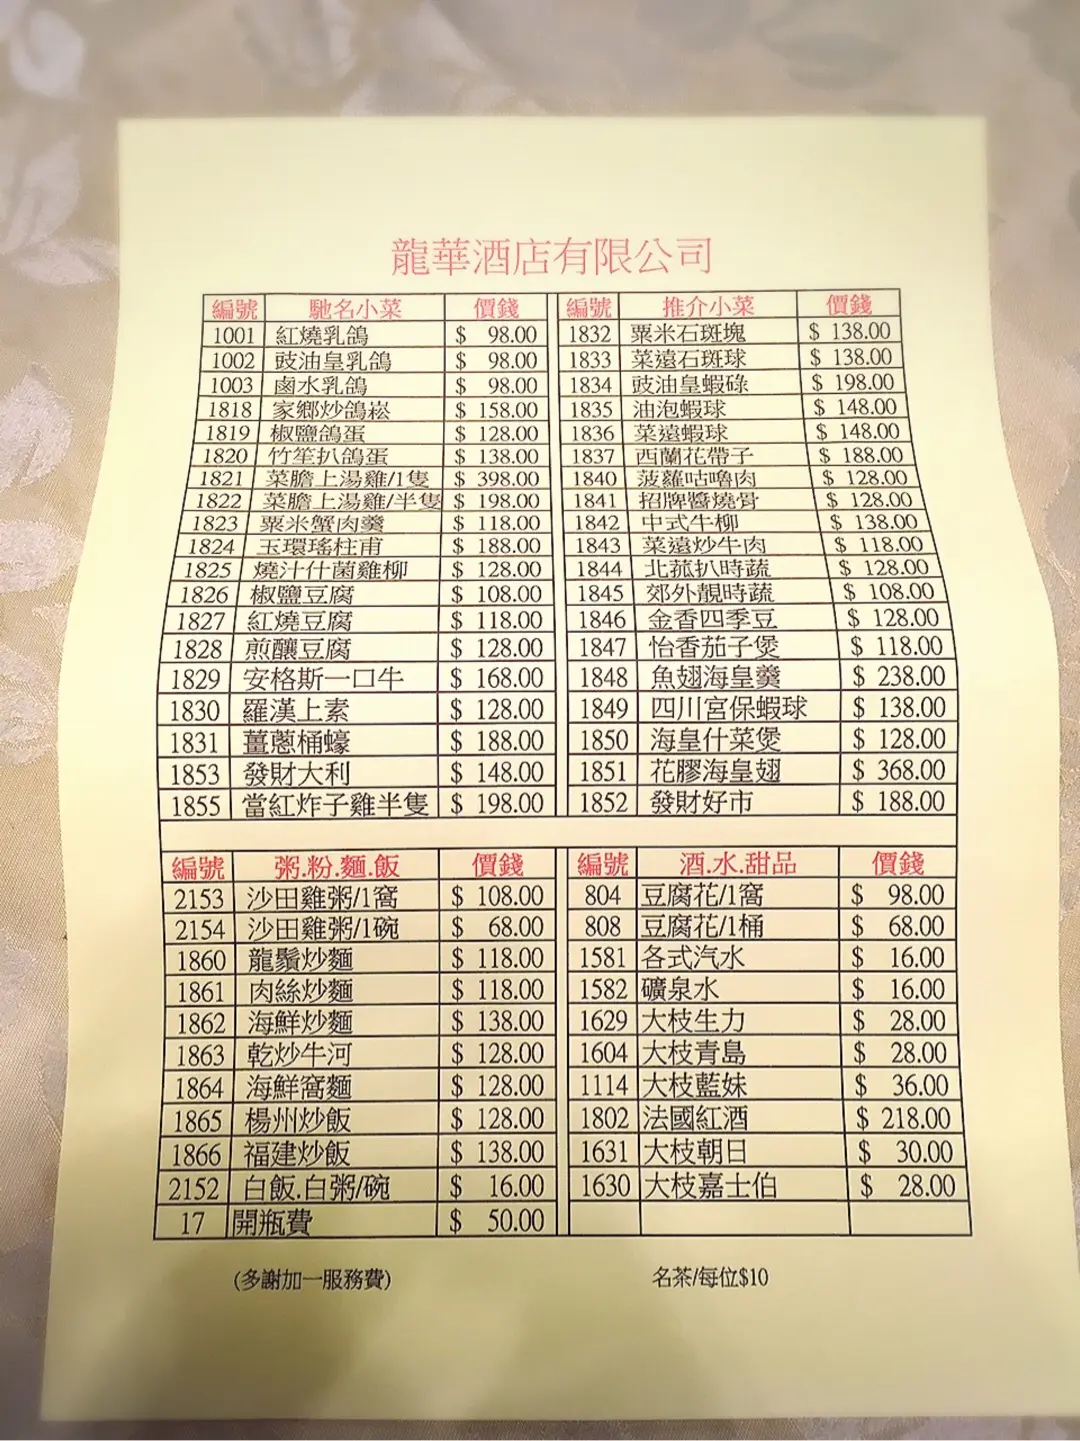 龍華酒店有限公司
編號 馳名小菜 價錢 編號 推介小菜 價錢
1001 紅燒乳鴿 $ 98.00 1832 粟米石斑塊 $ 138.00
1002 豉油皇乳鴿 $ 98.00 1833 菜遠石斑球 $ 138.00
1003 鹵水乳鴿 $ 98.00 1834 豉油皇蝦碌 $ 198.00
1818 家鄉炒鴿崧 $ 158.00 1835 油泡蝦球 $ 148.00
1819 椒鹽鴿蛋 $ 128.00 1836 菜遠蝦球 $ 148.00
1820 竹笙扒鴿蛋 $ 138.00 1837 西蘭花帶子 $ 188.00
1821 菜膽上湯雞/1隻 $ 398.00 1840 菠蘿咕嚕肉 $ 128.00
1822 菜膽上湯雞/半隻 $ 198.00 1841 招牌醬燒骨 $ 128.00
1823 粟米蟹肉羹 $ 118.00 1842 中式牛柳 $ 138.00
1824 玉環瑤柱甫 $ 188.00 1843 菜遠炒牛肉 $ 118.00
1825 燒汁什菌雞柳 $ 128.00 1844 北菰扒時蔬 $ 128.00
1826 椒鹽豆腐 $ 108.00 1845 郊外靚時蔬 $ 108.00
1827 紅燒豆腐 $ 118.00 1846 金香四季豆 $ 128.00
1828 煎釀豆腐 $ 128.00 1847 怡香茄子煲 $ 118.00
1829 安格斯一口牛 $ 168.00 1848 魚翅海皇羹 $ 238.00
1830 羅漢上素 $ 128.00 1849 四川宮保蝦球 $ 138.00
1831 薑蔥桶蠔 $ 188.00 1850 海皇什菜煲 $ 128.00
1853 發財大利 $ 148.00 1851 花膠海皇翅 $ 368.00
1855 當紅炸子雞半隻 $ 198.00 1852 發財好市 $ 188.00
編號 粥.粉.麵.飯 價錢 編號 酒.水.甜品 價錢
2153 沙田雞粥/1窩 $ 108.00 804 豆腐花/1窩 $ 98.00
2154 沙田雞粥/1碗 $ 68.00 808 豆腐花/1桶 $ 68.00
1860 龍鬚炒麵 $ 118.00 1581 各式汽水 $ 16.00
1861 肉絲炒麵 $ 118.00 1582 礦泉水 $ 16.00
1862 海鮮炒麵 $ 138.00 1629 大枝生力 $ 28.00
1863 乾炒牛河 $ 128.00 1604 大枝青島 $ 28.00
1864 海鮮窩麵 $ 128.00 1114 大枝藍妹 $ 36.00
1865 楊州炒飯 $ 128.00 1802 法國紅酒 $ 218.00
1866 福建炒飯 $ 138.00 1631 大枝朝日 $ 30.00
2152 白飯.白粥/碗 $ 16.00 1630 大枝嘉士伯 $ 28.00
17 開瓶費 $ 50.00
(多謝加一服務費) 名茶/每位$10